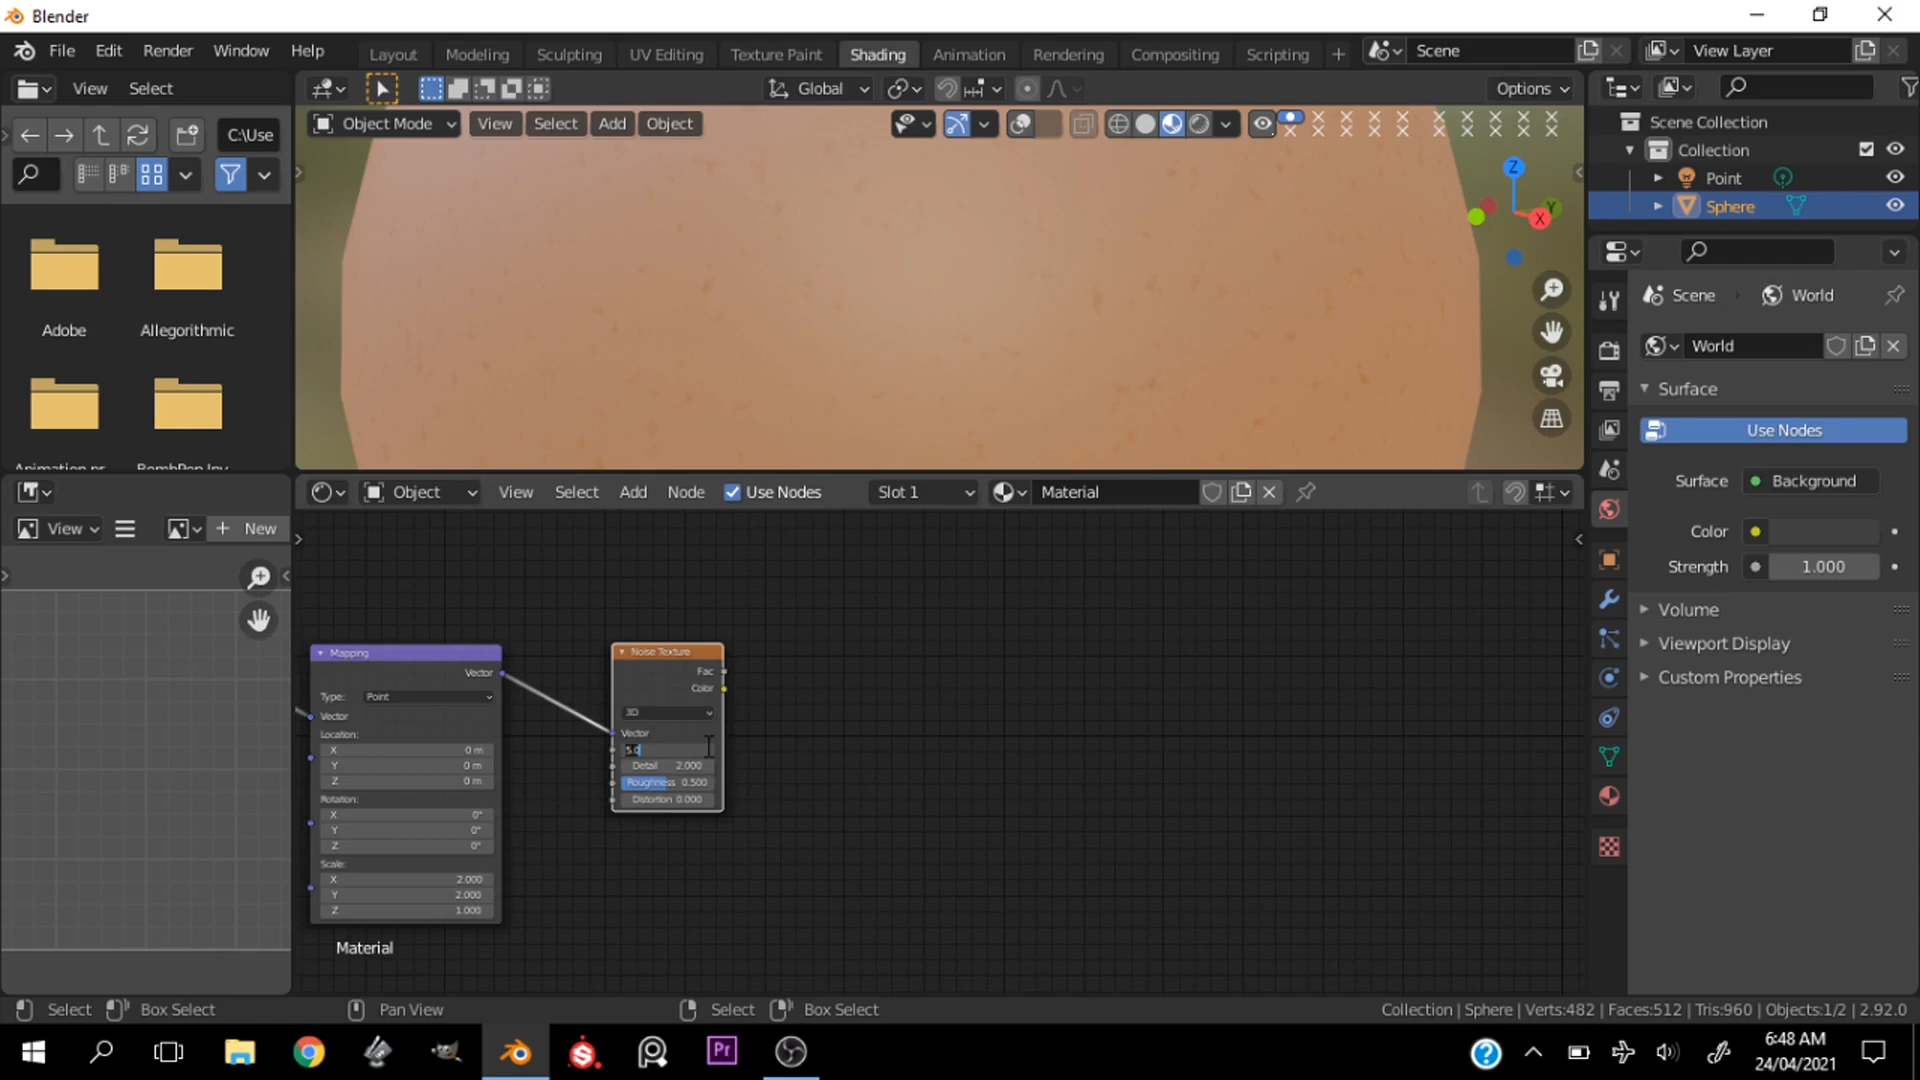 Blender
File Edit Render Window Help
Layout Modeling Sculpting UV Editing Texture Paint Shading Animation Rendering Compositing Scripting +
Scene
View Layer
View Select
Global
Options
C:\Use
Object Mode View Select Add Object
Scene Collection
Collection
Point
Sphere
Z
Y
X
Adobe
Allegorithmic
Scene
World
World
Surface
Use Nodes
Surface
Background
Color
Strength
1.000
Volume
Viewport Display
Custom Properties
Object View Select Add Node Use Nodes Slot 1 Material
View
New
Mapping
Vector
Type: Point
Vector
Location:
X 0 m
Y 0 m
Z 0 m
Rotation:
X 0°
Y 0°
Z 0°
Scale:
X 2.000
Y 2.000
Z 1.000
Noise Texture
Fac
Color
3D
Vector
5.0
Detail 2.000
Roughness 0.500
Distortion 0.000
Material
Select Box Select Pan View Select Box Select
Collection | Sphere | Verts:482 | Faces:512 | Tris:960 | Objects:1/2 | 2.92.0
Pr
6:48 AM
24/04/2021